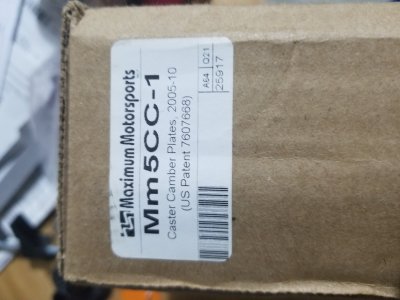 Maximum Motorsports
Mm5CC-1
Caster Camber Plates, 2005-10
(US Patent 7607668)
A64 Q21
25917